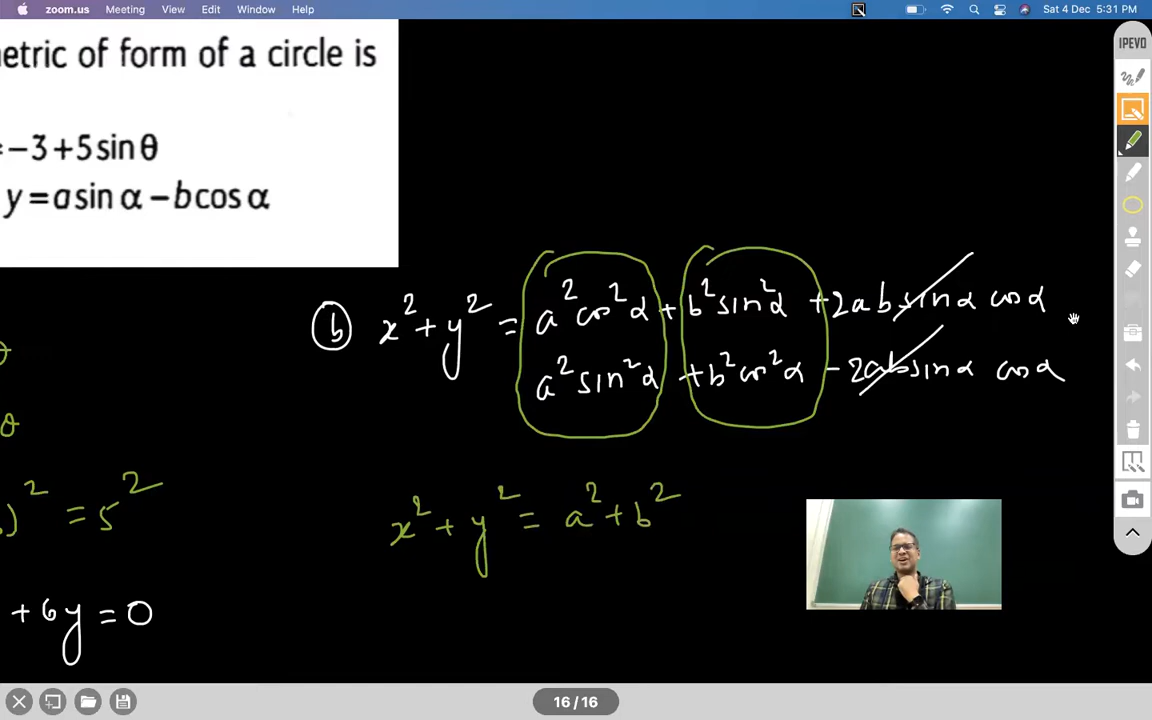 zoom.us Meeting View Edit Window Help Sat 4 Dec 5:31 PM
IPEVO
etric of form of a circle is
= −3 + 5 sin θ
y = a sin α − b cos α
(b) x² + y² = a² cos² α + b² sin² α + 2ab sin α cos α
a² sin² α + b² cos² α − 2ab sin α cos α
θ
θ
)² = 5²
x² + y² = a² + b²
+ 6y = 0
16 / 16